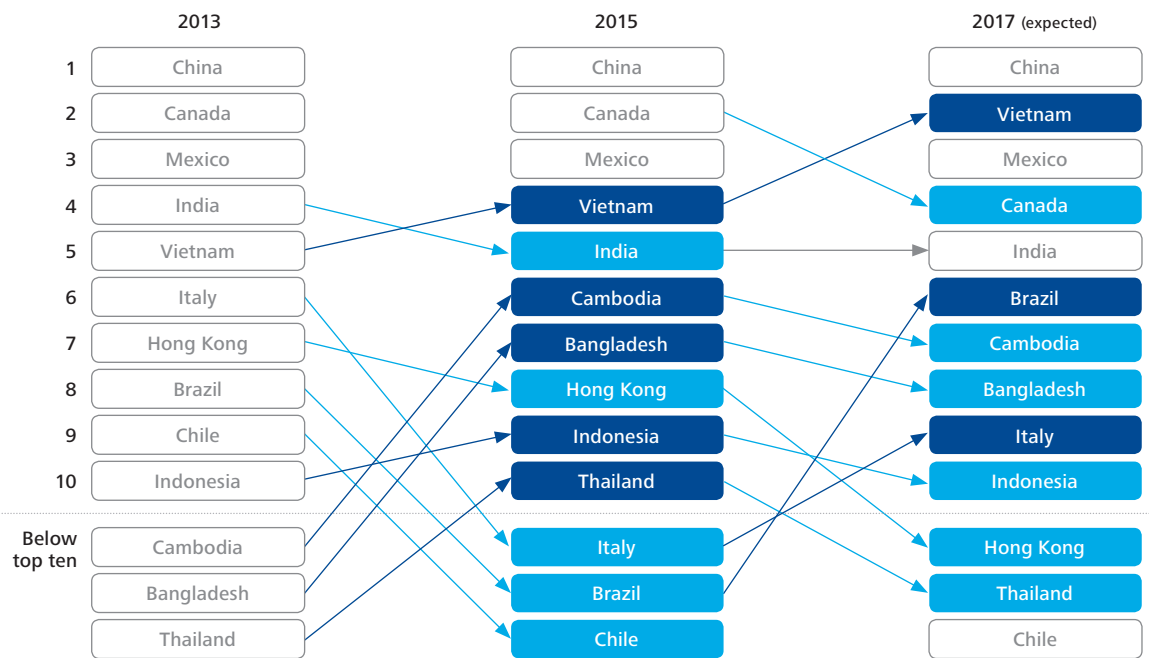 2013 2015 2017 (expected)
1 China China China
2 Canada Canada Vietnam
3 Mexico Mexico Mexico
4 India Vietnam Canada
5 Vietnam India India
6 Italy Cambodia Brazil
7 Hong Kong Bangladesh Cambodia
8 Brazil Hong Kong Bangladesh
9 Chile Indonesia Italy
10 Indonesia Thailand Indonesia
Below
top ten
Cambodia Italy Hong Kong
Bangladesh Brazil Thailand
Thailand Chile Chile